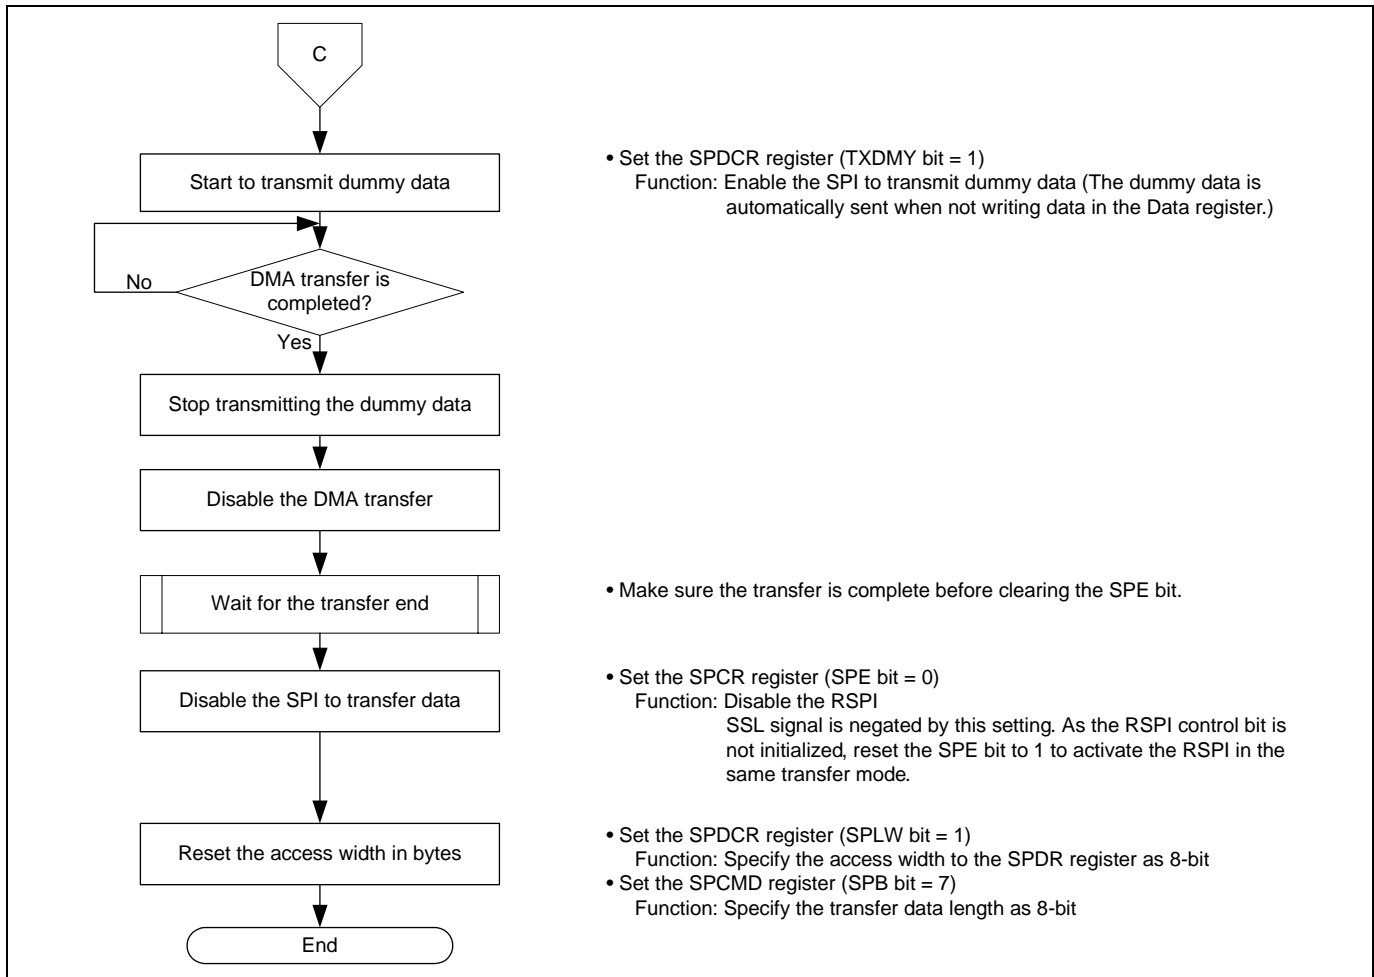 C
Start to transmit dummy data
• Set the SPDCR register (TXDMY bit = 1)
Function: Enable the SPI to transmit dummy data (The dummy data is
automatically sent when not writing data in the Data register.)
No
DMA transfer is
completed?
Yes
Stop transmitting the dummy data
Disable the DMA transfer
Wait for the transfer end
• Make sure the transfer is complete before clearing the SPE bit.
Disable the SPI to transfer data
• Set the SPCR register (SPE bit = 0)
Function: Disable the RSPI
SSL signal is negated by this setting. As the RSPI control bit is
not initialized, reset the SPE bit to 1 to activate the RSPI in the
same transfer mode.
Reset the access width in bytes
• Set the SPDCR register (SPLW bit = 1)
Function: Specify the access width to the SPDR register as 8-bit
• Set the SPCMD register (SPB bit = 7)
Function: Specify the transfer data length as 8-bit
End